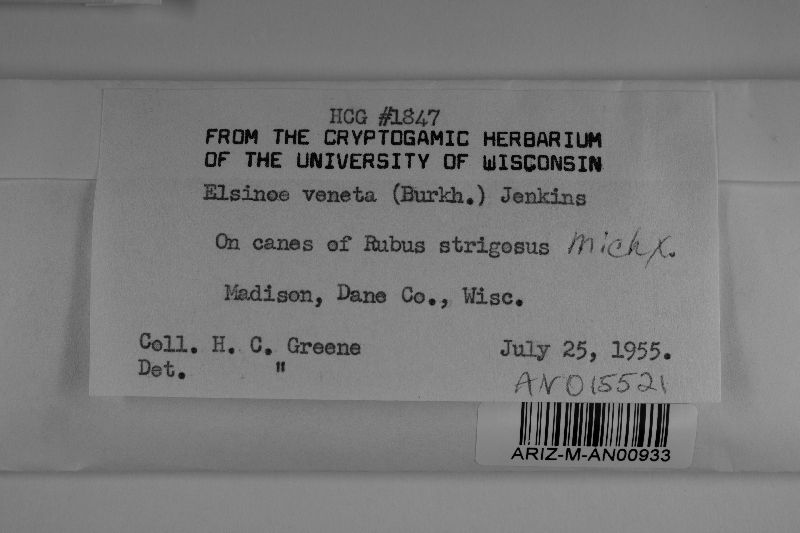 HCG #1847
FROM THE CRYPTOGAMIC HERBARIUM
OF THE UNIVERSITY OF WISCONSIN
Elsinoe veneta (Burkh.) Jenkins
On canes of Rubus strigosus Michx.
Madison, Dane Co., Wisc.
Coll. H. C. Greene July 25, 1955.
Det. "
AN015521
ARIZ-M-AN00933